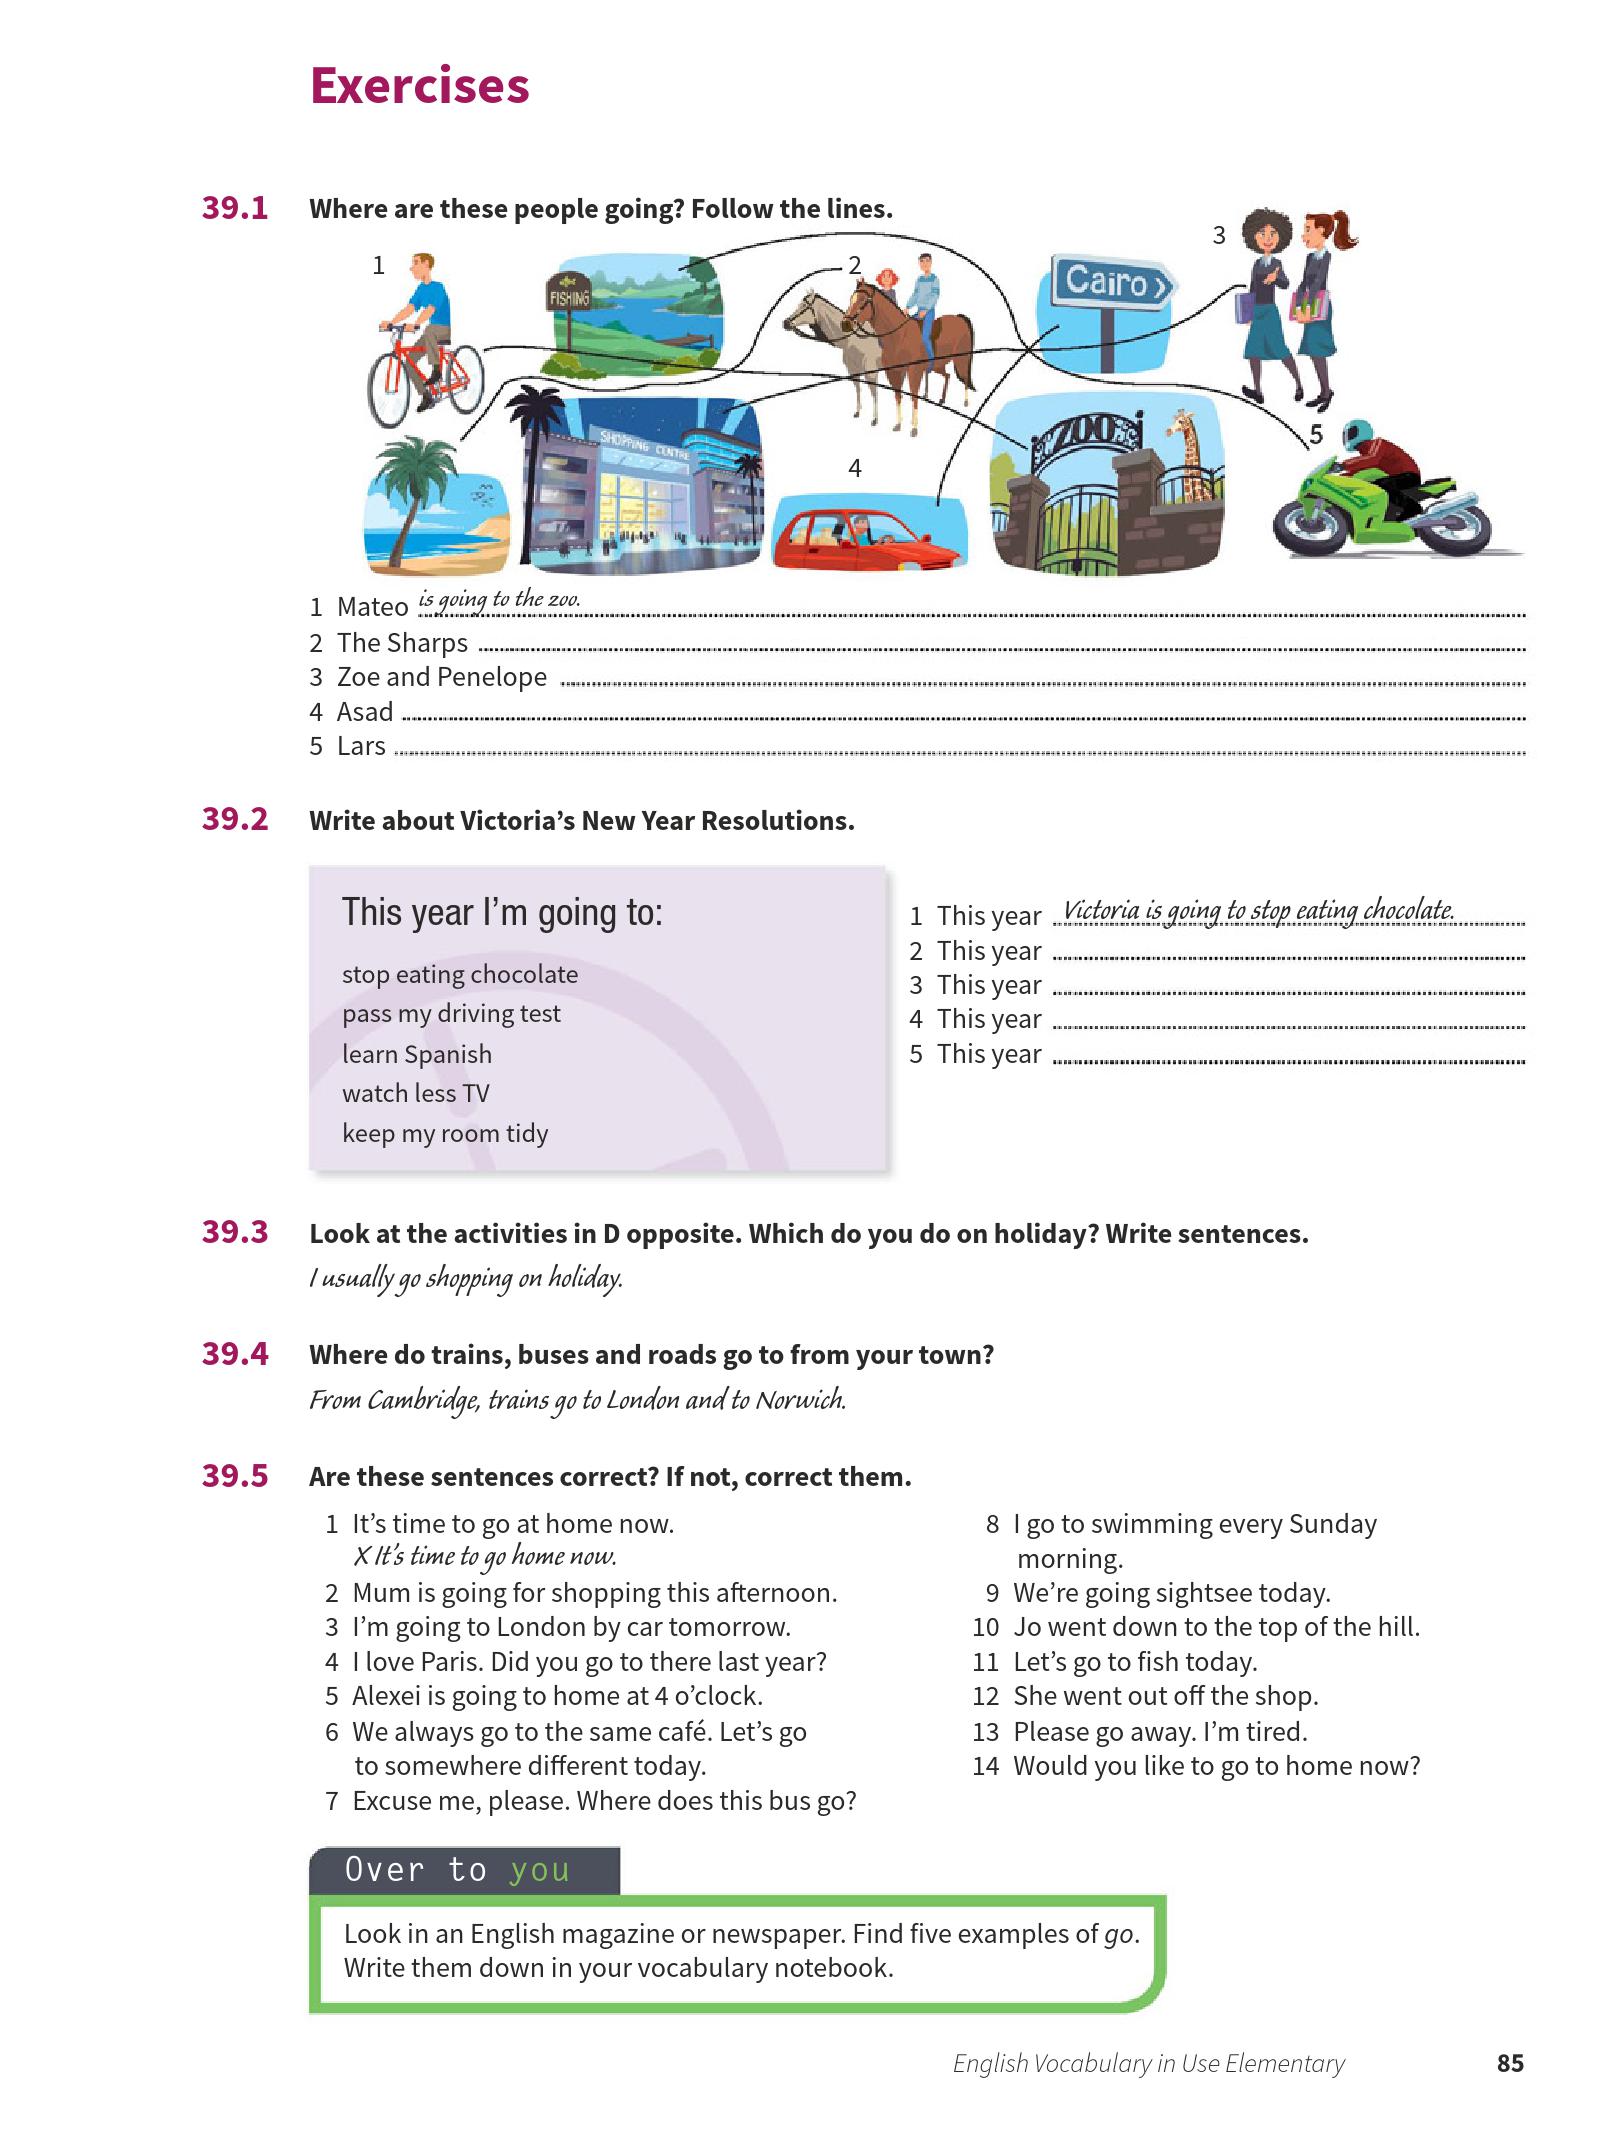 Exercises
39.1 Where are these people going? Follow the lines.
1
2
3
FISHING
Cairo
SHOPPING CENTRE
ZOO
4
5
1 Mateo is going to the zoo.
2 The Sharps
3 Zoe and Penelope
4 Asad
5 Lars
39.2 Write about Victoria’s New Year Resolutions.
This year I’m going to:
stop eating chocolate
pass my driving test
learn Spanish
watch less TV
keep my room tidy
1 This year Victoria is going to stop eating chocolate.
2 This year
3 This year
4 This year
5 This year
39.3 Look at the activities in D opposite. Which do you do on holiday? Write sentences.
I usually go shopping on holiday.
39.4 Where do trains, buses and roads go to from your town?
From Cambridge, trains go to London and to Norwich.
39.5 Are these sentences correct? If not, correct them.
1 It’s time to go at home now.
X It’s time to go home now.
2 Mum is going for shopping this afternoon.
3 I’m going to London by car tomorrow.
4 I love Paris. Did you go to there last year?
5 Alexei is going to home at 4 o’clock.
6 We always go to the same café. Let’s go
to somewhere different today.
7 Excuse me, please. Where does this bus go?
8 I go to swimming every Sunday
morning.
9 We’re going sightsee today.
10 Jo went down to the top of the hill.
11 Let’s go to fish today.
12 She went out off the shop.
13 Please go away. I’m tired.
14 Would you like to go to home now?
Over to you
Look in an English magazine or newspaper. Find five examples of go.
Write them down in your vocabulary notebook.
English Vocabulary in Use Elementary 85